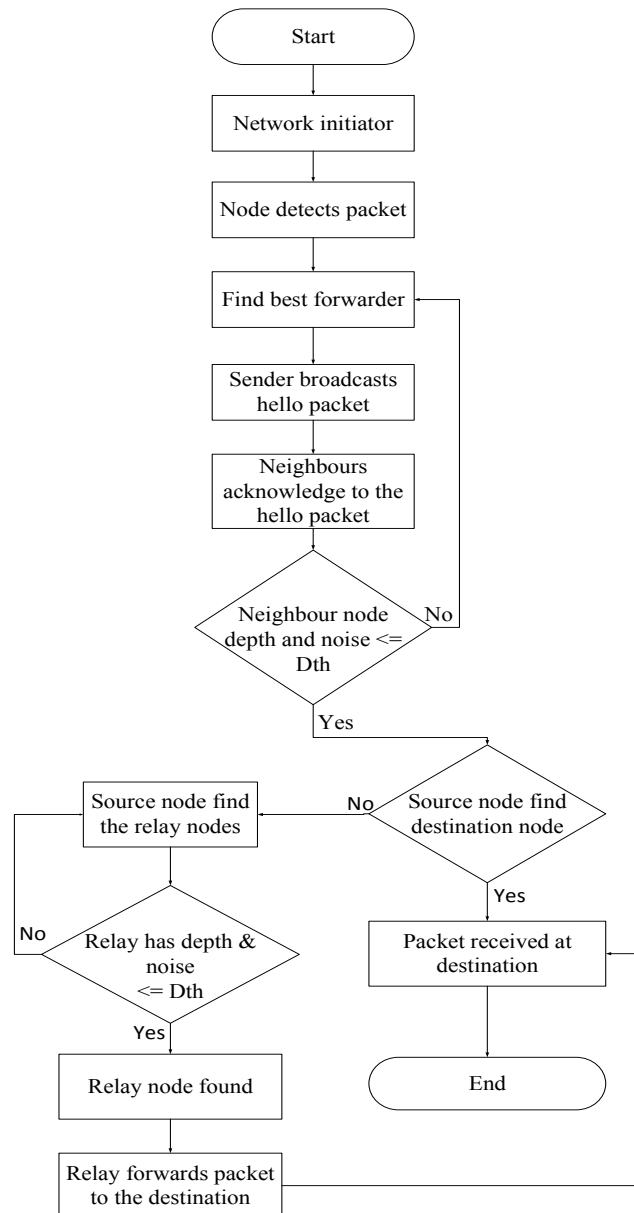 Start
Network initiator
Node detects packet
Find best forwarder
Sender broadcasts
hello packet
Neighbours
acknowledge to the
hello packet
Neighbour node
depth and noise <=
Dth
No
Yes
Source node find
destination node
No
Yes
Source node find
the relay nodes
Relay has depth &
noise
<= Dth
No
Yes
Packet received at
destination
End
Relay node found
Relay forwards packet
to the destination